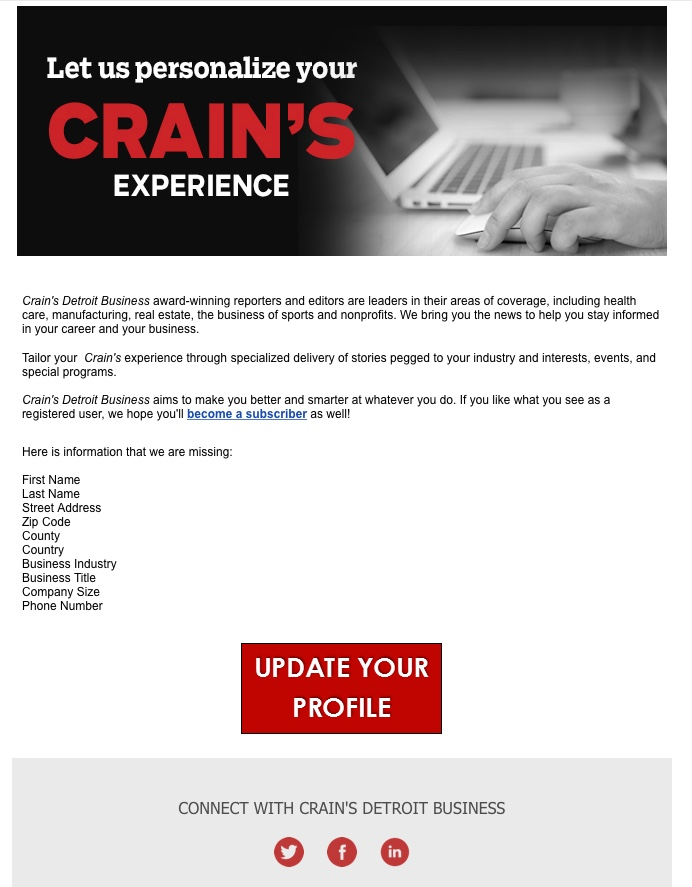 Let us personalize your
CRAIN'S
EXPERIENCE
Crain's Detroit Business award-winning reporters and editors are leaders in their areas of coverage, including health
care, manufacturing, real estate, the business of sports and nonprofits. We bring you the news to help you stay informed
in your career and your business.
Tailor your  Crain's experience through specialized delivery of stories pegged to your industry and interests, events, and
special programs.
Crain's Detroit Business aims to make you better and smarter at whatever you do. If you like what you see as a
registered user, we hope you'll become a subscriber as well!
Here is information that we are missing:
First Name
Last Name
Street Address
Zip Code
County
Country
Business Industry
Business Title
Company Size
Phone Number
UPDATE YOUR
PROFILE
CONNECT WITH CRAIN'S DETROIT BUSINESS
f
in